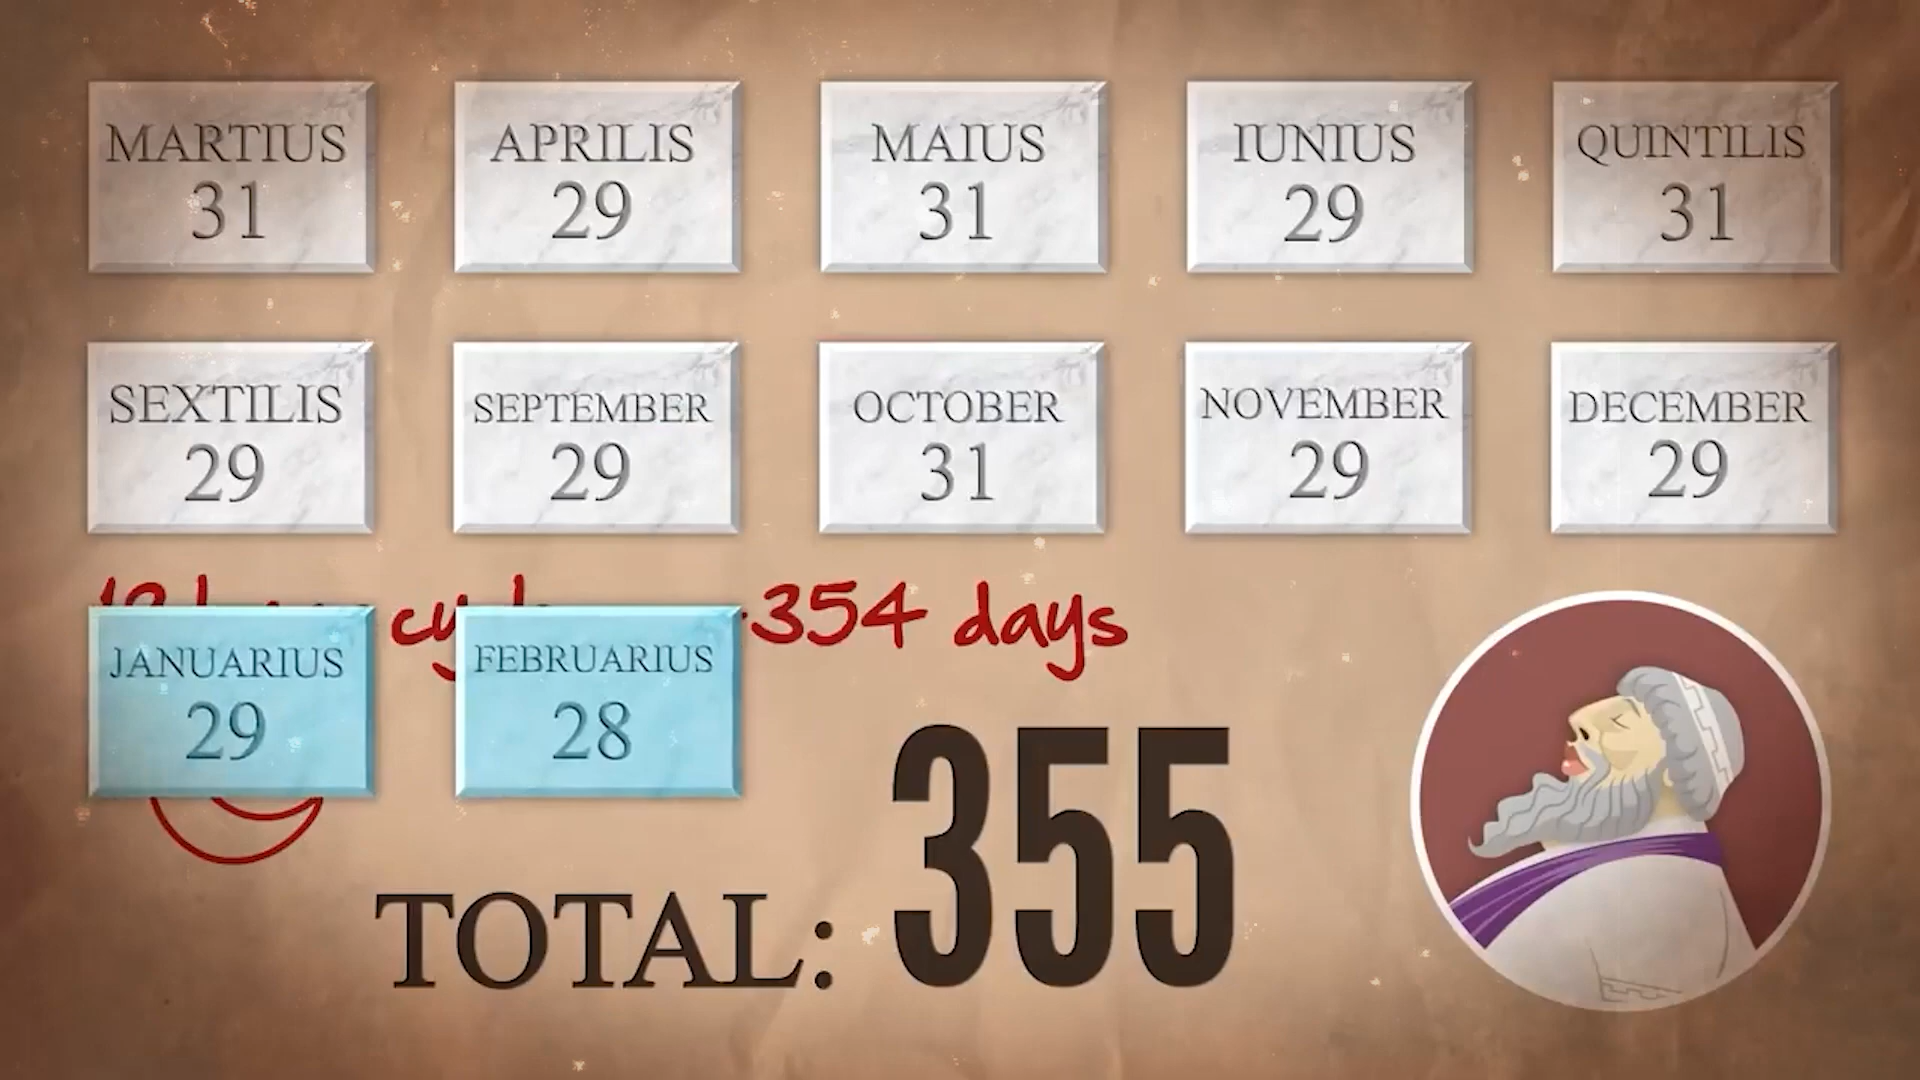 MARTIUS
31
APRILIS
29
MAIUS
31
IUNIUS
29
QUINTILIS
31
SEXTILIS
29
SEPTEMBER
29
OCTOBER
31
NOVEMBER
29
DECEMBER
29
354 days
JANUARIUS
29
FEBRUARIUS
28
TOTAL: 355